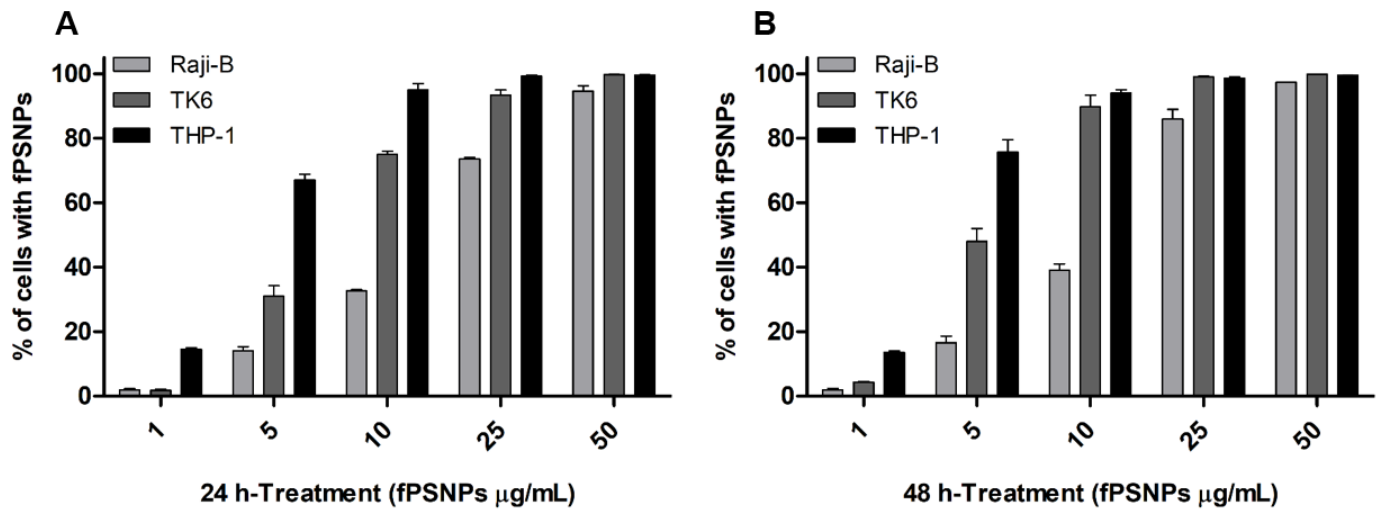 A
Raji-B
TK6
THP-1
100
80
60
40
20
0
% of cells with fPSNPs
1
5
10
25
50
24 h-Treatment (fPSNPs μg/mL)
B
Raji-B
TK6
THP-1
100
80
60
40
20
0
% of cells with fPSNPs
1
5
10
25
50
48 h-Treatment (fPSNPs μg/mL)